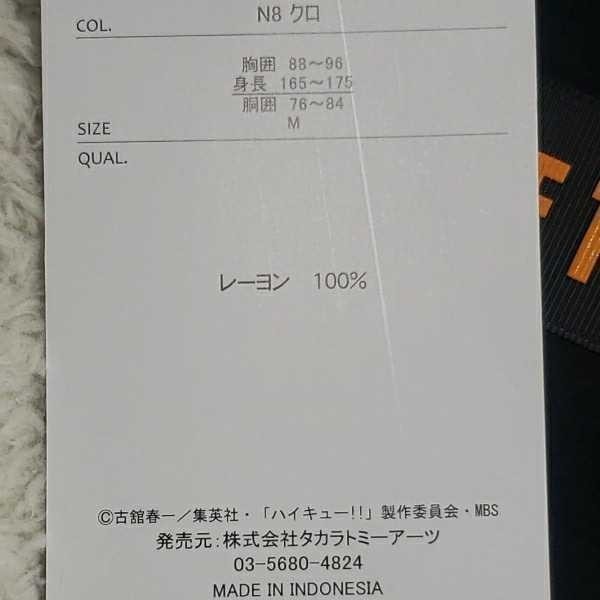 COL. N8 クロ
胸囲 88～96
身長 165～175
胴囲 76～84
SIZE M
QUAL.
レーヨン 100%
©古舘春一／集英社・「ハイキュー!!」製作委員会・MBS
発売元：株式会社タカラトミーアーツ
03-5680-4824
MADE IN INDONESIA